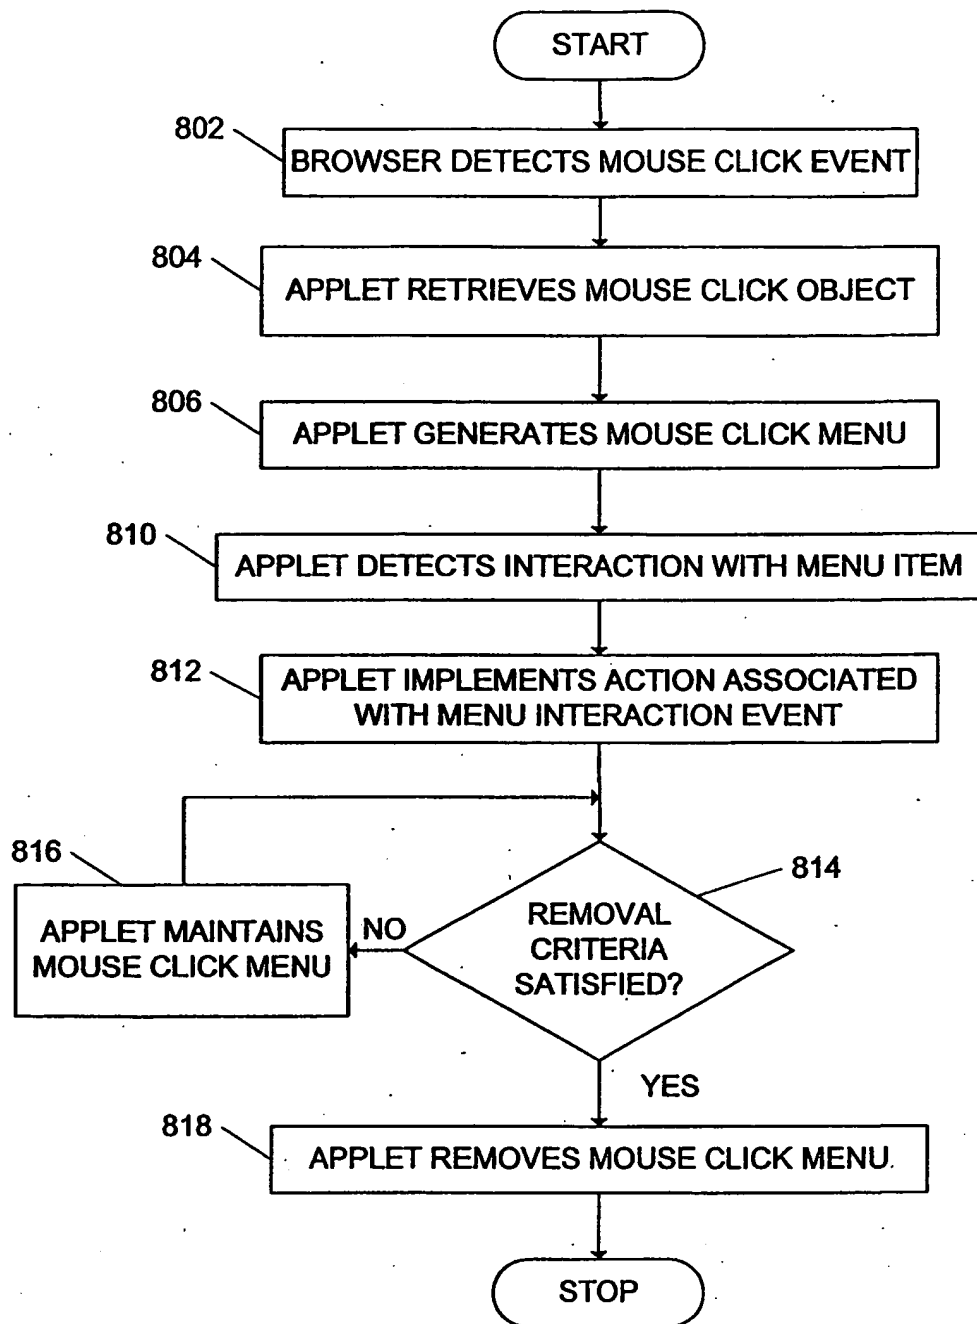 START
802
BROWSER DETECTS MOUSE CLICK EVENT
804
APPLET RETRIEVES MOUSE CLICK OBJECT
806
APPLET GENERATES MOUSE CLICK MENU
810
APPLET DETECTS INTERACTION WITH MENU ITEM
812
APPLET IMPLEMENTS ACTION ASSOCIATED
WITH MENU INTERACTION EVENT
816
APPLET MAINTAINS
MOUSE CLICK MENU
NO
814
REMOVAL
CRITERIA
SATISFIED?
YES
818
APPLET REMOVES MOUSE CLICK MENU
STOP